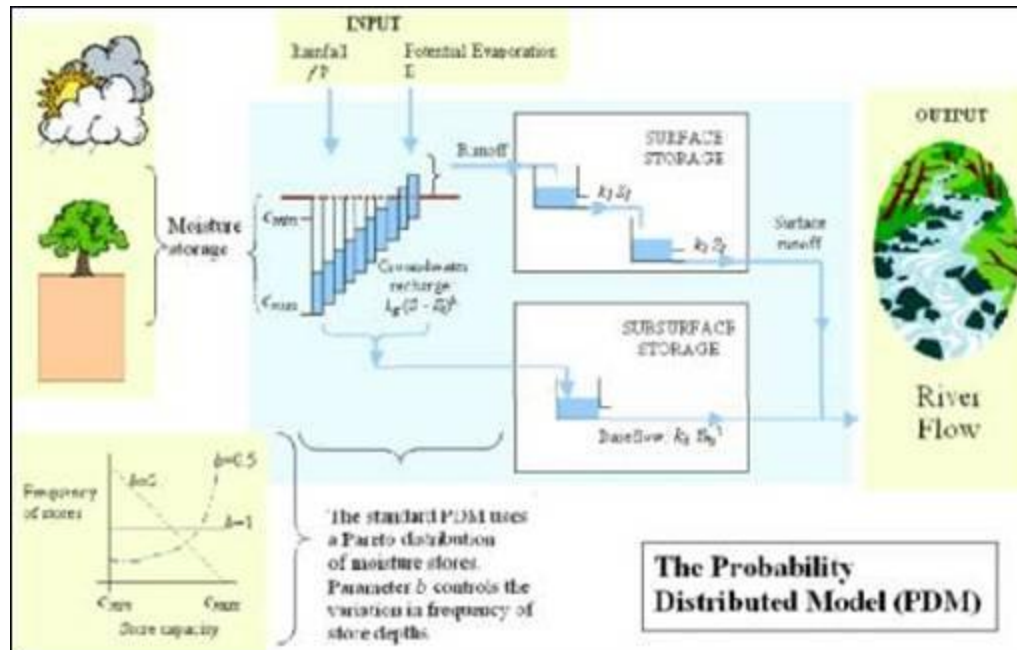 INPUT
Rainfall
fP
Potential Evaporation
E
OUTPUT
Runoff
SURFACE
STORAGE
Moisture
storage
Surface
runoff
Groundwater
recharge
SUBSURFACE
STORAGE
Baseflow:
River
Flow
b=0.5
Frequency
of stores
b=1
Store capacity
The standard PDM uses
a Pareto distribution
of moisture stores.
Parameter b controls the
variation in frequency of
store depths.
The Probability
Distributed Model (PDM)